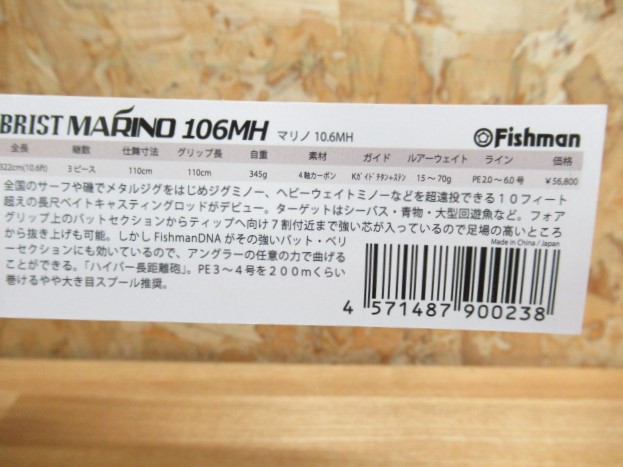 BRIST MARINO 106MH マリノ 10.6MH
Fishman
全長 継数 仕舞寸法 グリップ長 自重 素材 ガイド ルアーウェイト ライン 価格
322cm(10.6ft) 3ピース 110cm 110cm 345g 4軸カーボン KガイドチタンSステン 15〜70g PE 2.0〜6.0号 ¥56,800
全国のサーフや磯でメタルジグをはじめジグミノー、ヘビーウェイトミノーなどを超遠投できる10フィート
超えの長尺ベイトキャスティングロッドがデビュー。ターゲットはシーバス・青物・大型回遊魚など。フォア
グリップ上のバットセクションからティップへ向け7割付近まで強い芯が入っているので足場の高いところ
から抜き上げも可能。しかしFishmanDNAがその強いバット・ベリ
ーセクションにも効いているので、アングラーの任意の力で曲げる
ことができる。「ハイパー長距離砲」。PE3〜4号を200mくらい
巻けるやや大き目スプール推奨。
Made in China / Japan
4 571487 900238